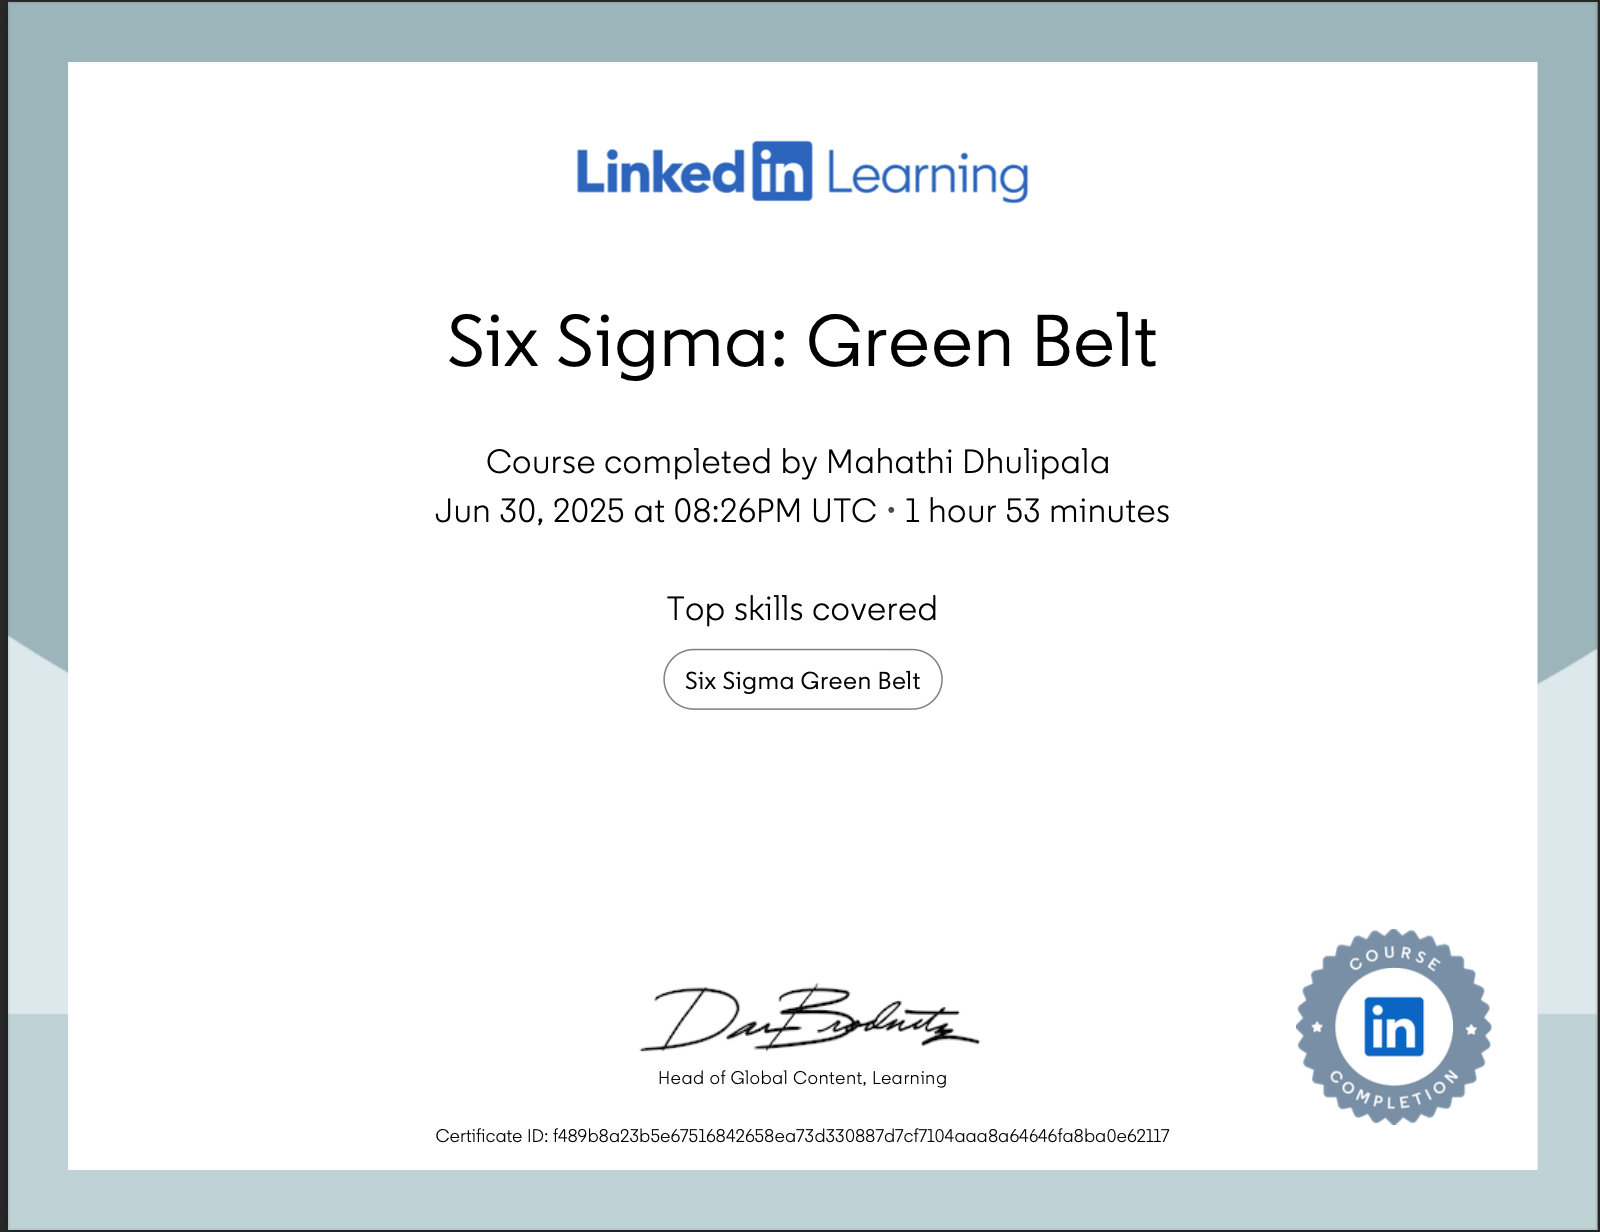 Linkedin Learning
Six Sigma: Green Belt
Course completed by Mahathi Dhulipala
Jun 30, 2025 at 08:26PM UTC • 1 hour 53 minutes
Top skills covered
Six Sigma Green Belt
Dan Brodnitz
Head of Global Content, Learning
Certificate ID: f489b8a23b5e67516842658ea73d330887d7cf7104aaa8a64646fa8ba0e62117
COURSE
in
COMPLETION